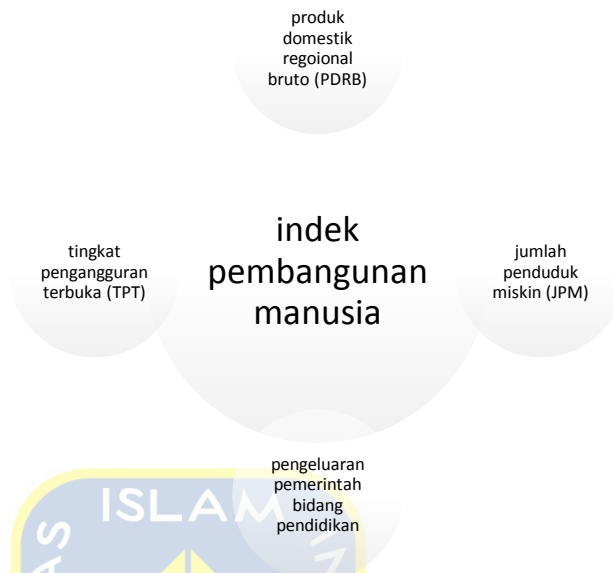 produk
domestik
regoional
bruto (PDRB)
indek
pembangunan
manusia
tingkat
pengangguran
terbuka (TPT)
jumlah
penduduk
miskin (JPM)
pengeluaran
pemerintah
bidang
pendidikan
ISLAM